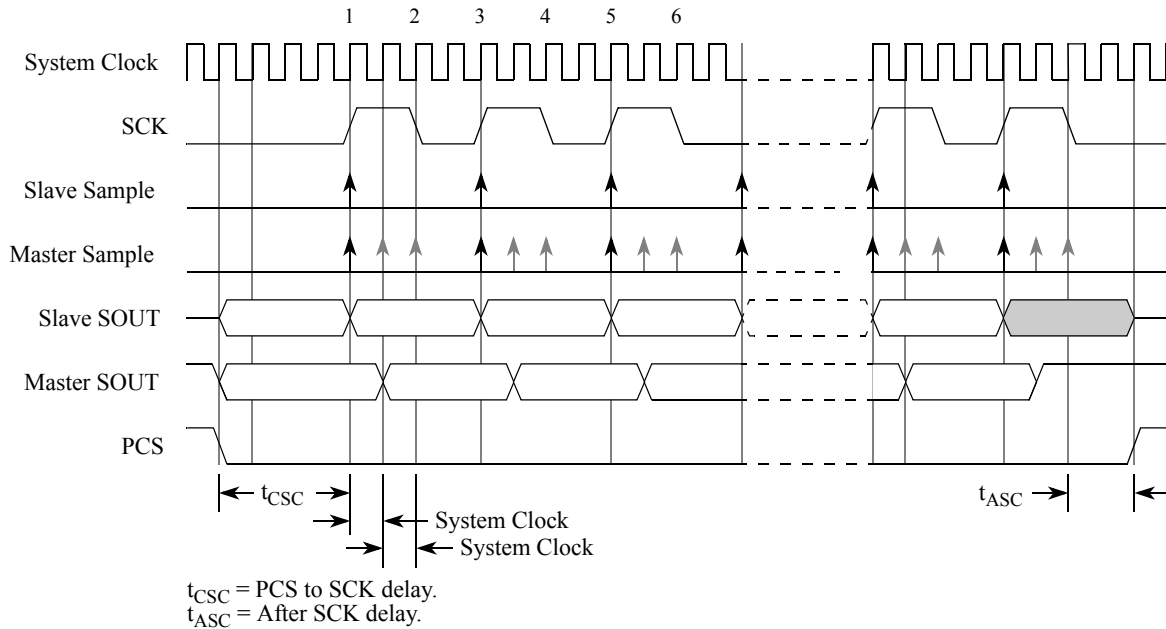 1 2 3 4 5 6
System Clock
SCK
Slave Sample
Master Sample
Slave SOUT
Master SOUT
PCS
tCSC tASC
System Clock
System Clock
tCSC = PCS to SCK delay.
tASC = After SCK delay.